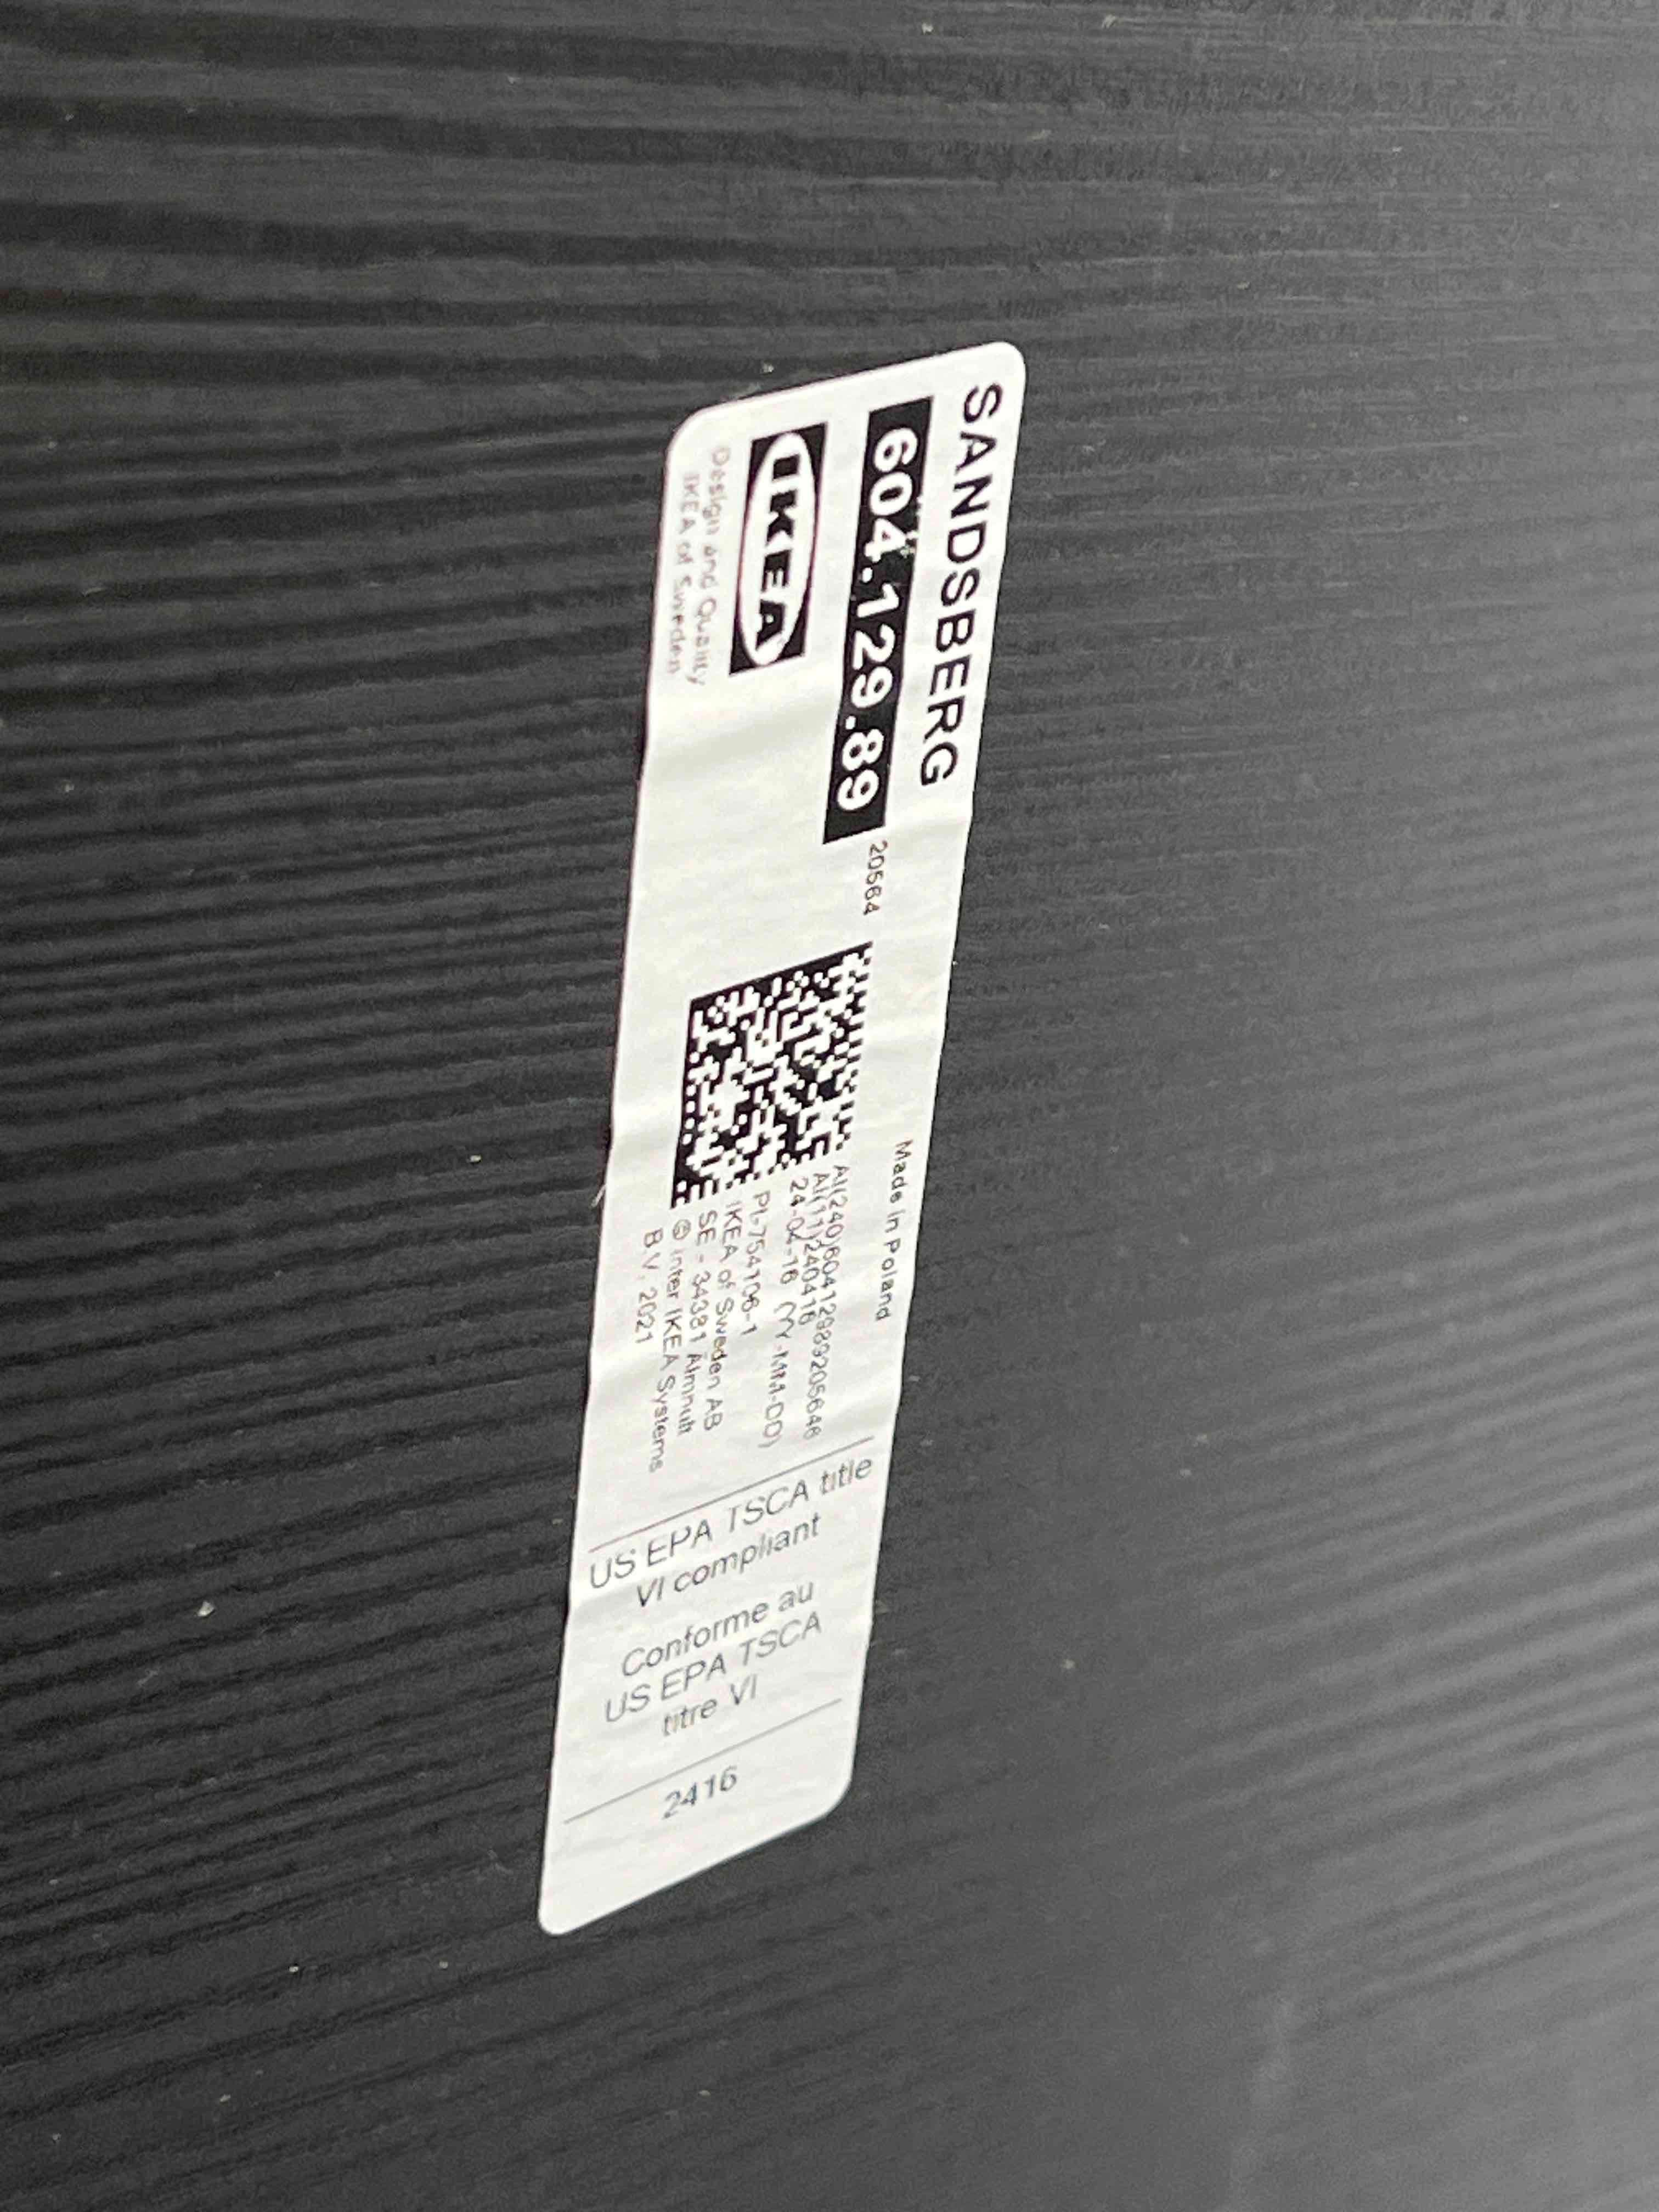 SANDSBERG
604.129.89
20564
IKEA
Design and Quality
IKEA of Sweden
Made in Poland
AI(240)6041298920564
AI(11)240416
24-04-16 (YY-MM-DD)
PI-754106-1
IKEA of Sweden AB
SE - 34381 Älmhult
© Inter IKEA Systems
B.V. 2021
US EPA TSCA title
VI compliant
Conforme au
US EPA TSCA
titre VI
2416